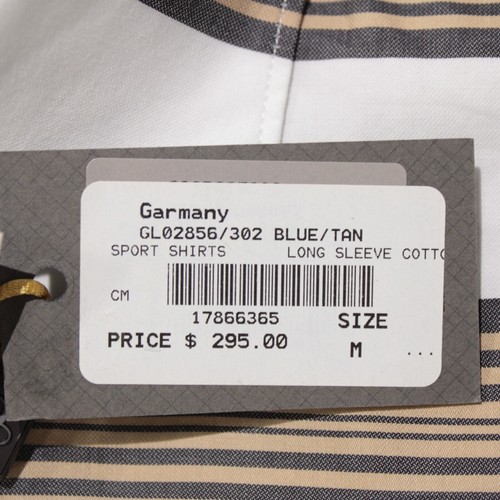 Garmany
GL02856/302 BLUE/TAN
SPORT SHIRTS LONG SLEEVE COTTO
CM
17866365
SIZE
PRICE $ 295.00
M ...